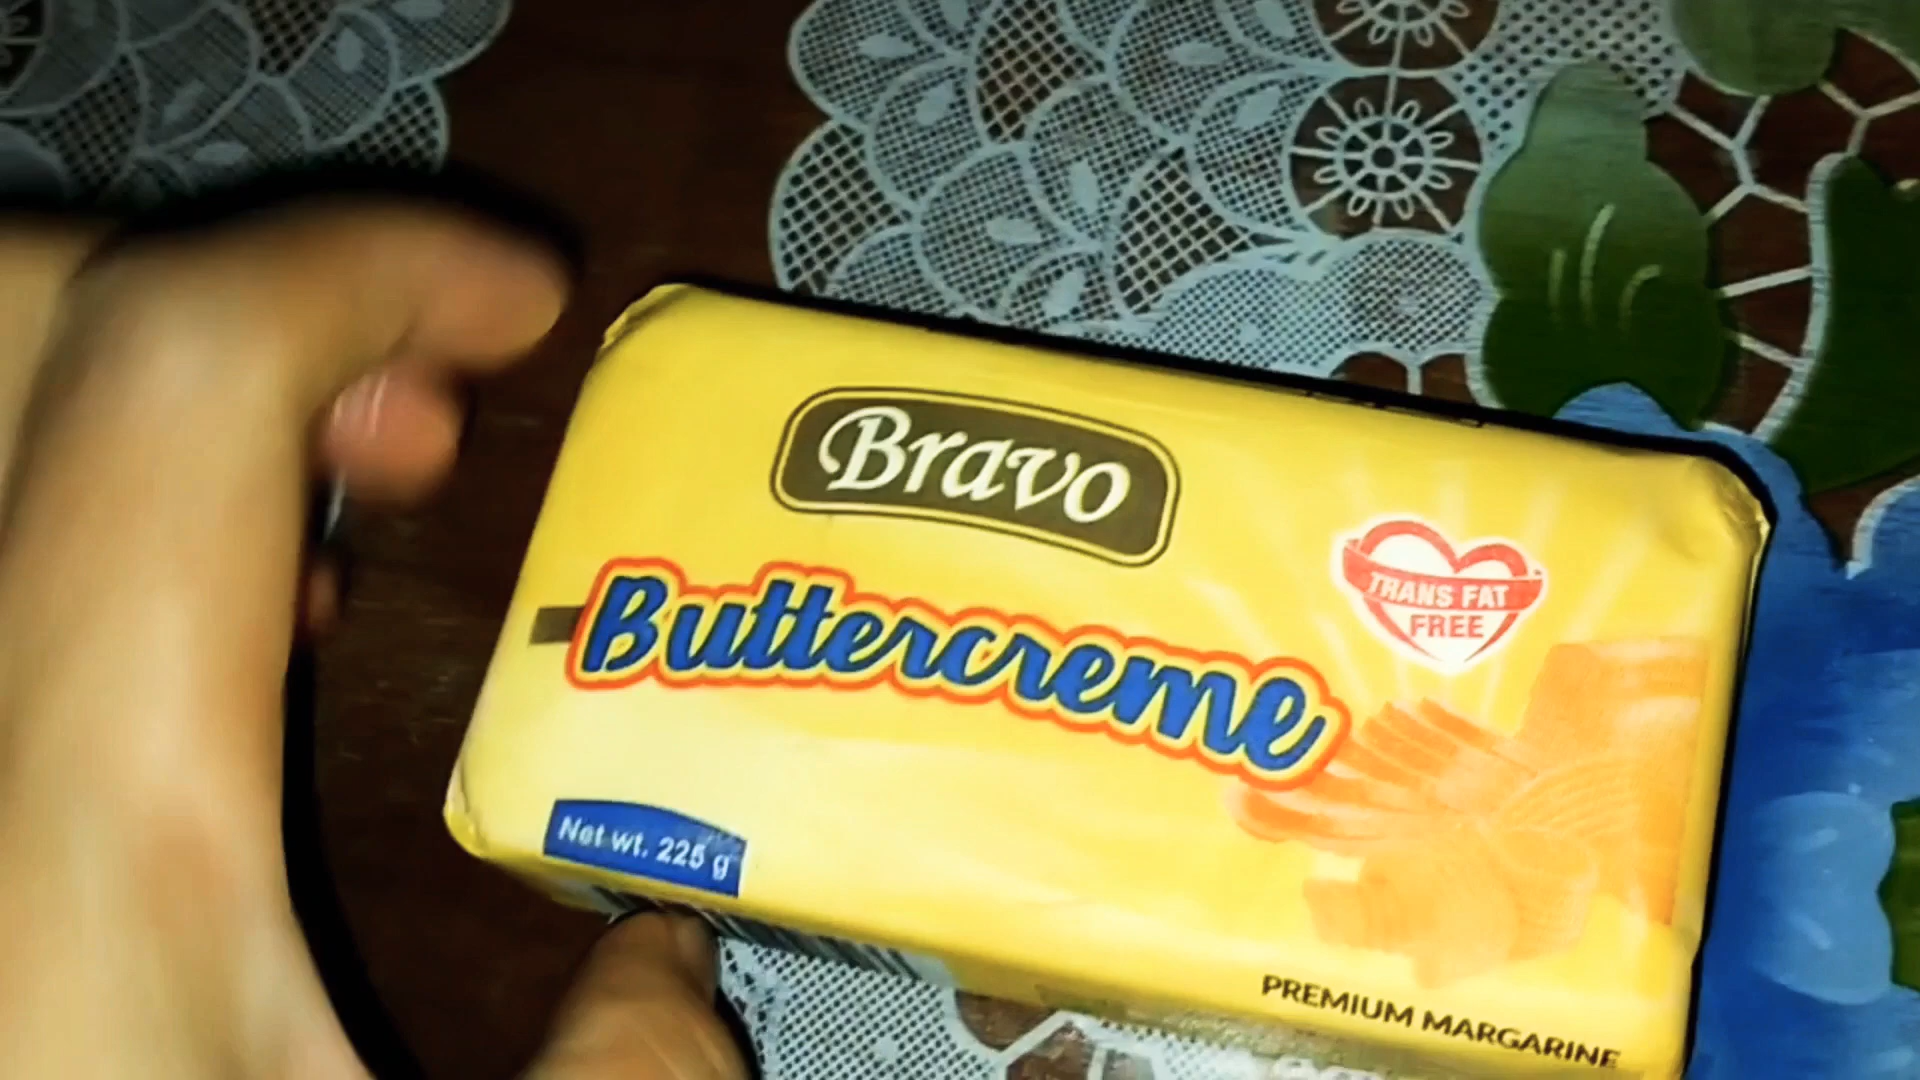 Bravo
Buttercreme
TRANS FAT
FREE
Net wt. 225 g
PREMIUM MARGARINE